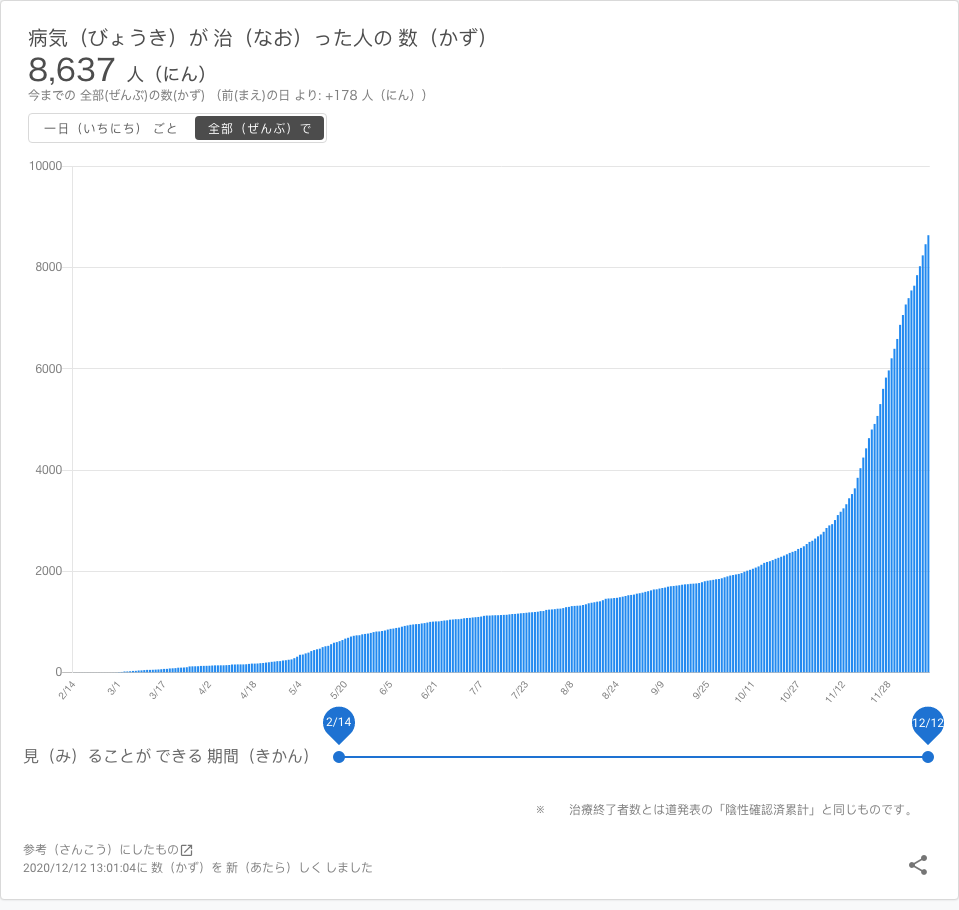 病気（びょうき）が 治（なお）った人の 数（かず）
8,637 人（にん）
今までの 全部(ぜんぶ)の数(かず) （前(まえ)の日 より: +178 人（にん））
一日（いちにち） ごと 全部（ぜんぶ）で
10000
8000
6000
4000
2000
0
2/14 3/1 3/17 4/2 4/18 5/4 5/20 6/5 6/21 7/7 7/23 8/8 8/24 9/9 9/25 10/11 10/27 11/12 11/28
2/14 12/12
見（み）ることが できる 期間（きかん）
※ 治療終了者数とは道発表の「陰性確認済累計」と同じものです。
参考（さんこう）にしたもの
2020/12/12 13:01:04に 数（かず）を 新（あたら）しく しました